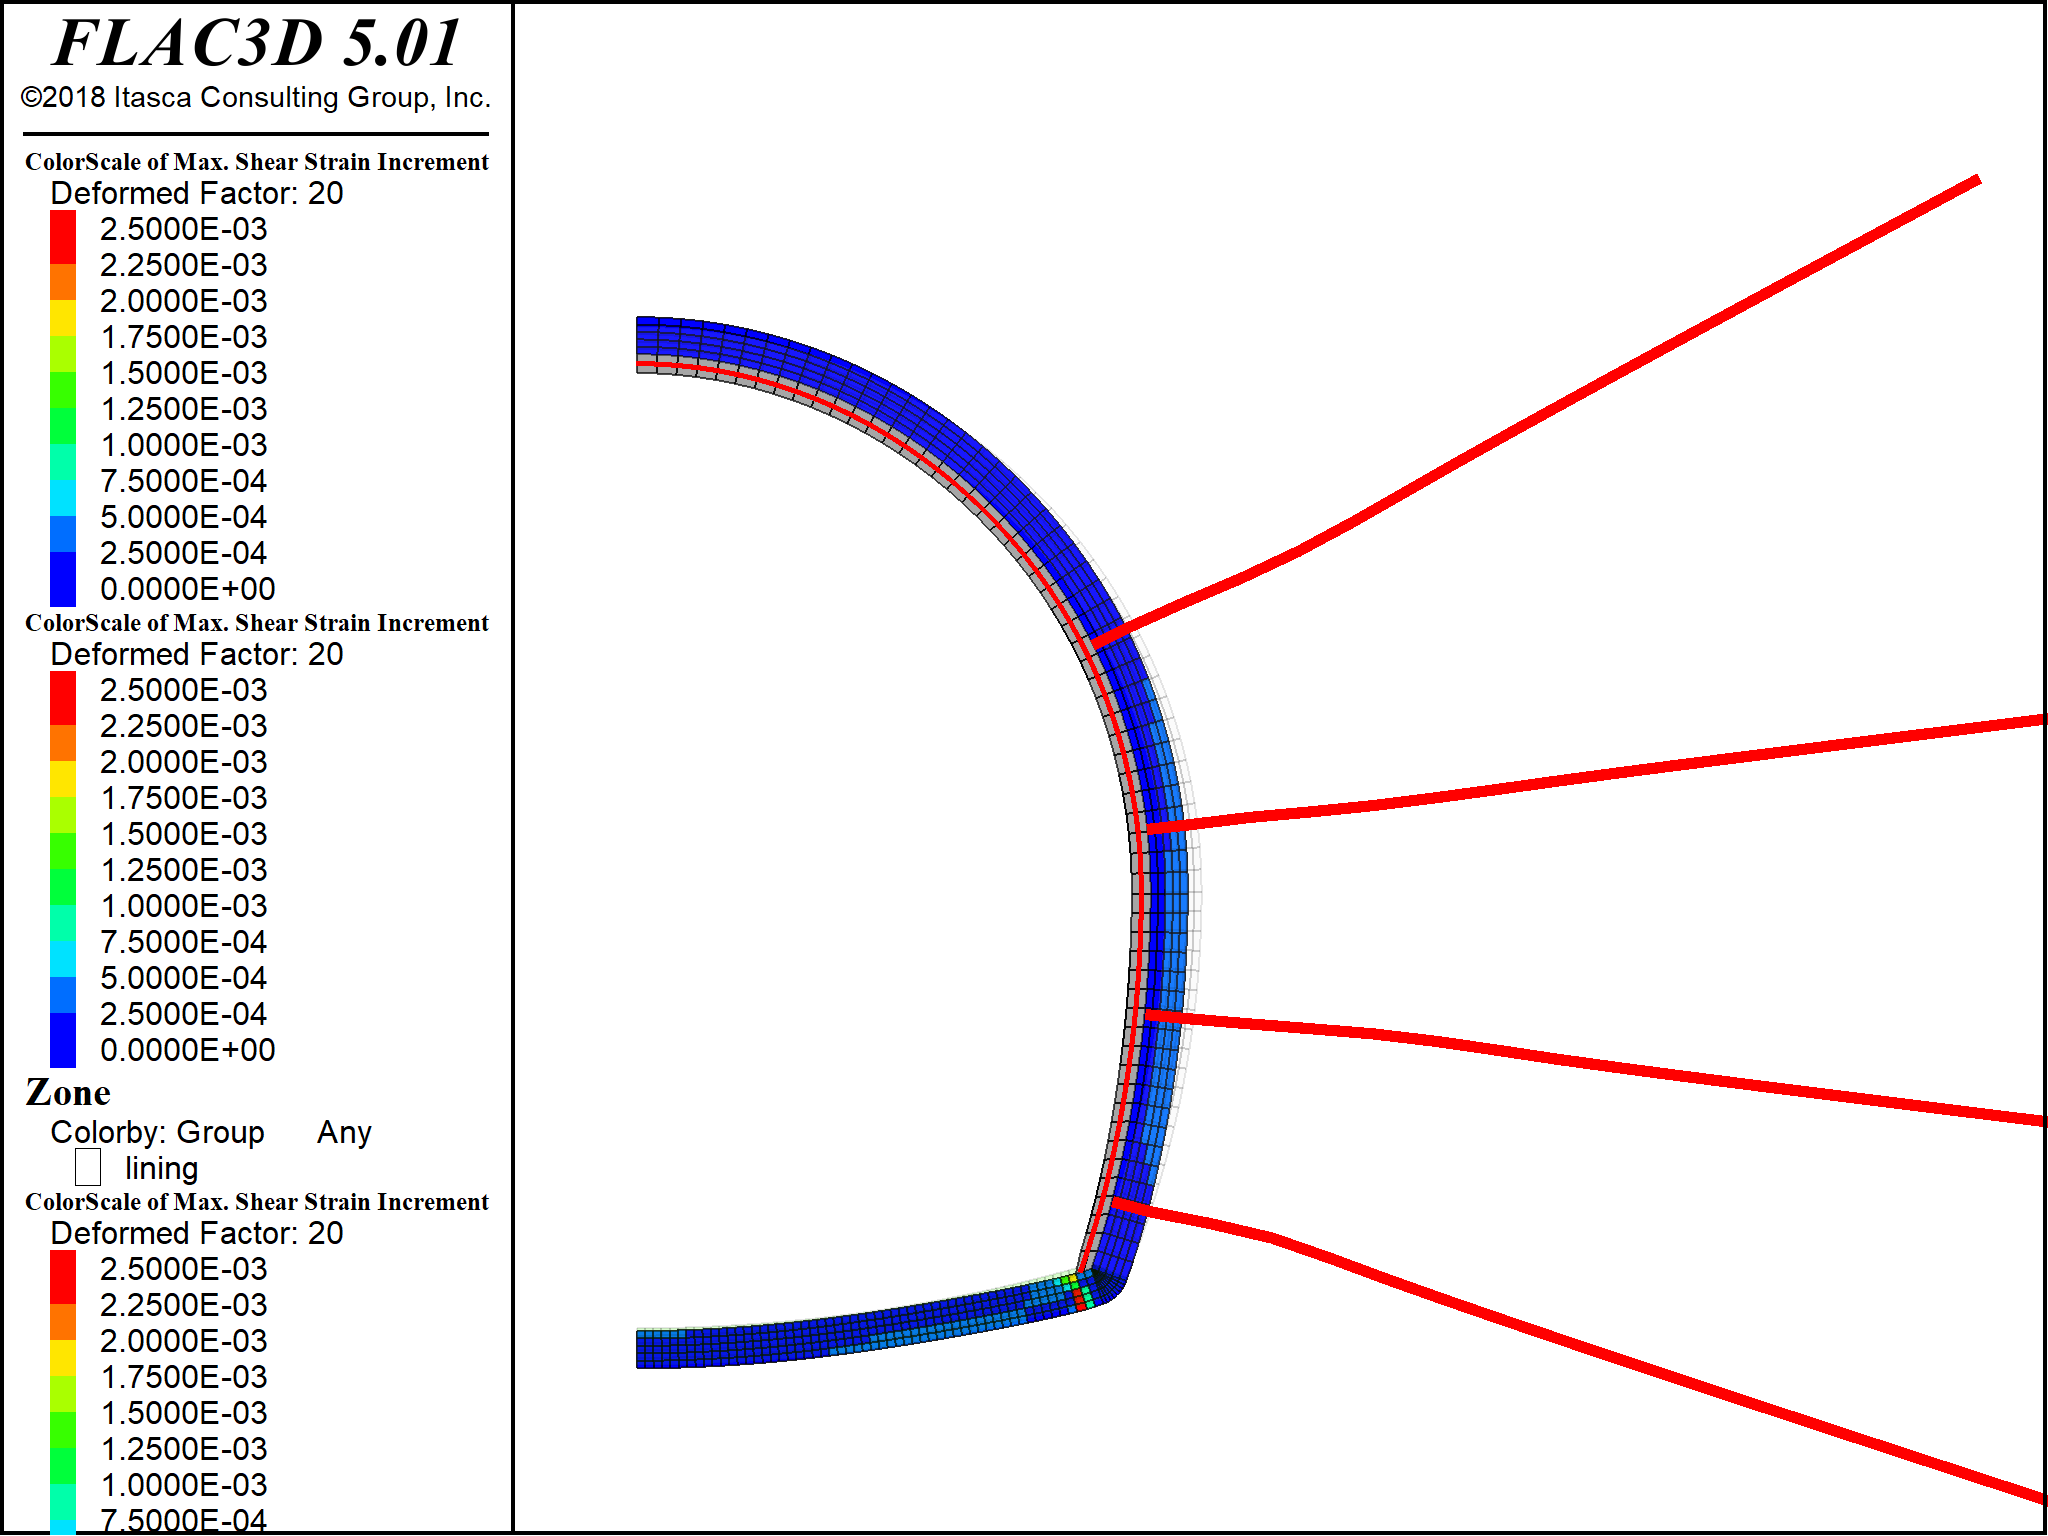 FLAC3D 5.01
©2018 Itasca Consulting Group, Inc.
ColorScale of Max. Shear Strain Increment
Deformed Factor: 20
2.5000E-03
2.2500E-03
2.0000E-03
1.7500E-03
1.5000E-03
1.2500E-03
1.0000E-03
7.5000E-04
5.0000E-04
2.5000E-04
0.0000E+00
ColorScale of Max. Shear Strain Increment
Deformed Factor: 20
2.5000E-03
2.2500E-03
2.0000E-03
1.7500E-03
1.5000E-03
1.2500E-03
1.0000E-03
7.5000E-04
5.0000E-04
2.5000E-04
0.0000E+00
Zone
Colorby: Group Any
lining
ColorScale of Max. Shear Strain Increment
Deformed Factor: 20
2.5000E-03
2.2500E-03
2.0000E-03
1.7500E-03
1.5000E-03
1.2500E-03
1.0000E-03
7.5000E-04